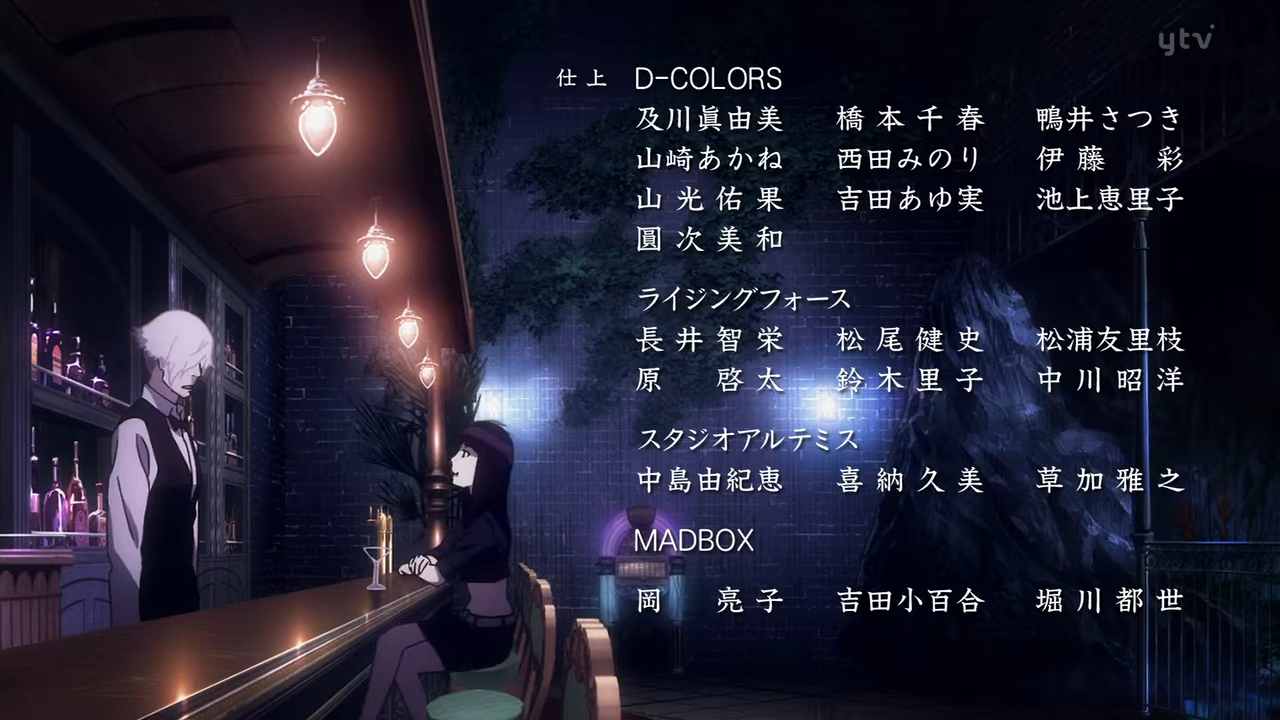 ytv
仕上 D-COLORS
及川眞由美 橋本千春 鴨井さつき
山崎あかね 西田みのり 伊藤 彩
山光佑果 吉田あゆ実 池上恵里子
圓次美和
ライジングフォース
長井智栄 松尾健史 松浦友里枝
原 啓太 鈴木里子 中川昭洋
スタジオアルテミス
中島由紀恵 喜納久美 草加雅之
MADBOX
岡 亮子 吉田小百合 堀川都世